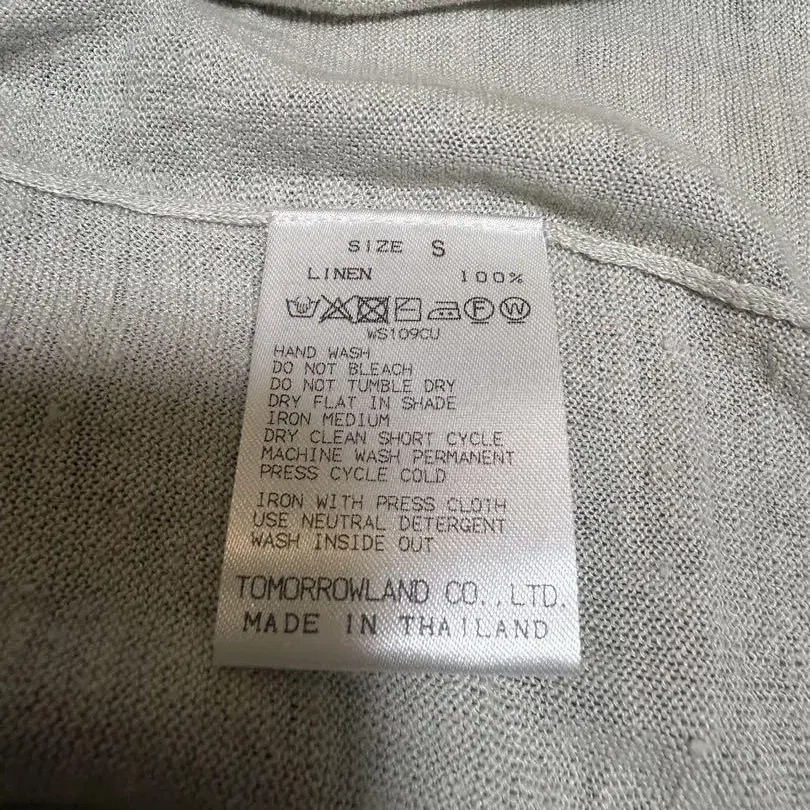 SIZE S
LINEN 100%
F W
WS109CU
HAND WASH
DO NOT BLEACH
DO NOT TUMBLE DRY
DRY FLAT IN SHADE
IRON MEDIUM
DRY CLEAN SHORT CYCLE
MACHINE WASH PERMANENT
PRESS CYCLE COLD
IRON WITH PRESS CLOTH
USE NEUTRAL DETERGENT
WASH INSIDE OUT
TOMORROWLAND CO.,LTD.
MADE IN THAILAND